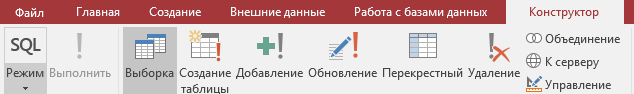 Файл Главная Создание Внешние данные Работа с базами данных Конструктор
SQL
Режим Выполнить Выборка Создание таблицы Добавление Обновление Перекрестный Удаление
Объединение
К серверу
Управление